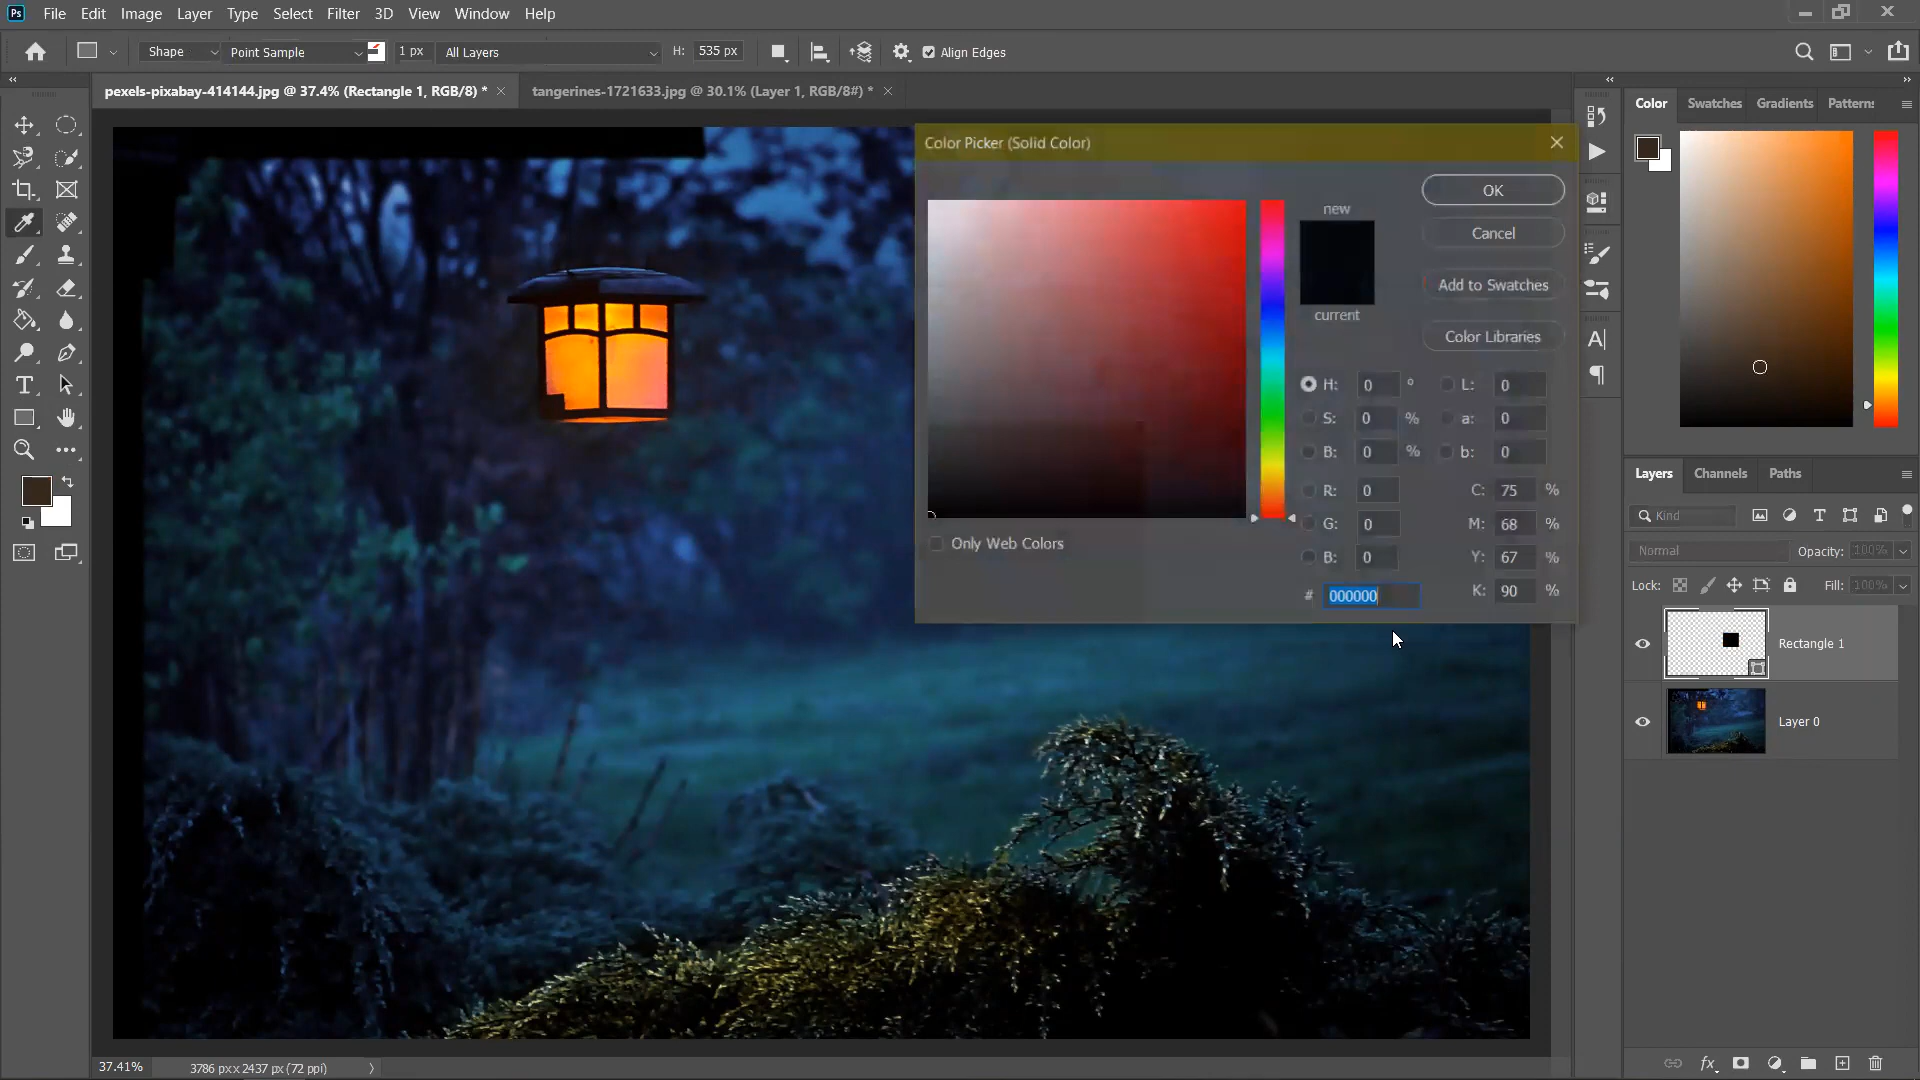 Ps File Edit Image Layer Type Select Filter 3D View Window Help
Shape Point Sample 1 px All Layers H: 535 px Align Edges
pexels-pixabay-414144.jpg @ 37.4% (Rectangle 1, RGB/8) * tangerines-1721633.jpg @ 30.1% (Layer 1, RGB/8#) *
Color Swatches Gradients Patterns
Color Picker (Solid Color)
OK
new
Cancel
Add to Swatches
current
Color Libraries
H: 0 ° L: 0
S: 0 % a: 0
B: 0 % b: 0
R: 0 C: 75 %
G: 0 M: 68 %
B: 0 Y: 67 %
# 000000 K: 90 %
Only Web Colors
Layers Channels Paths
Kind
Normal Opacity: 100%
Lock: Fill: 100%
Rectangle 1
Layer 0
37.41% 3786 px x 2437 px (72 ppi)